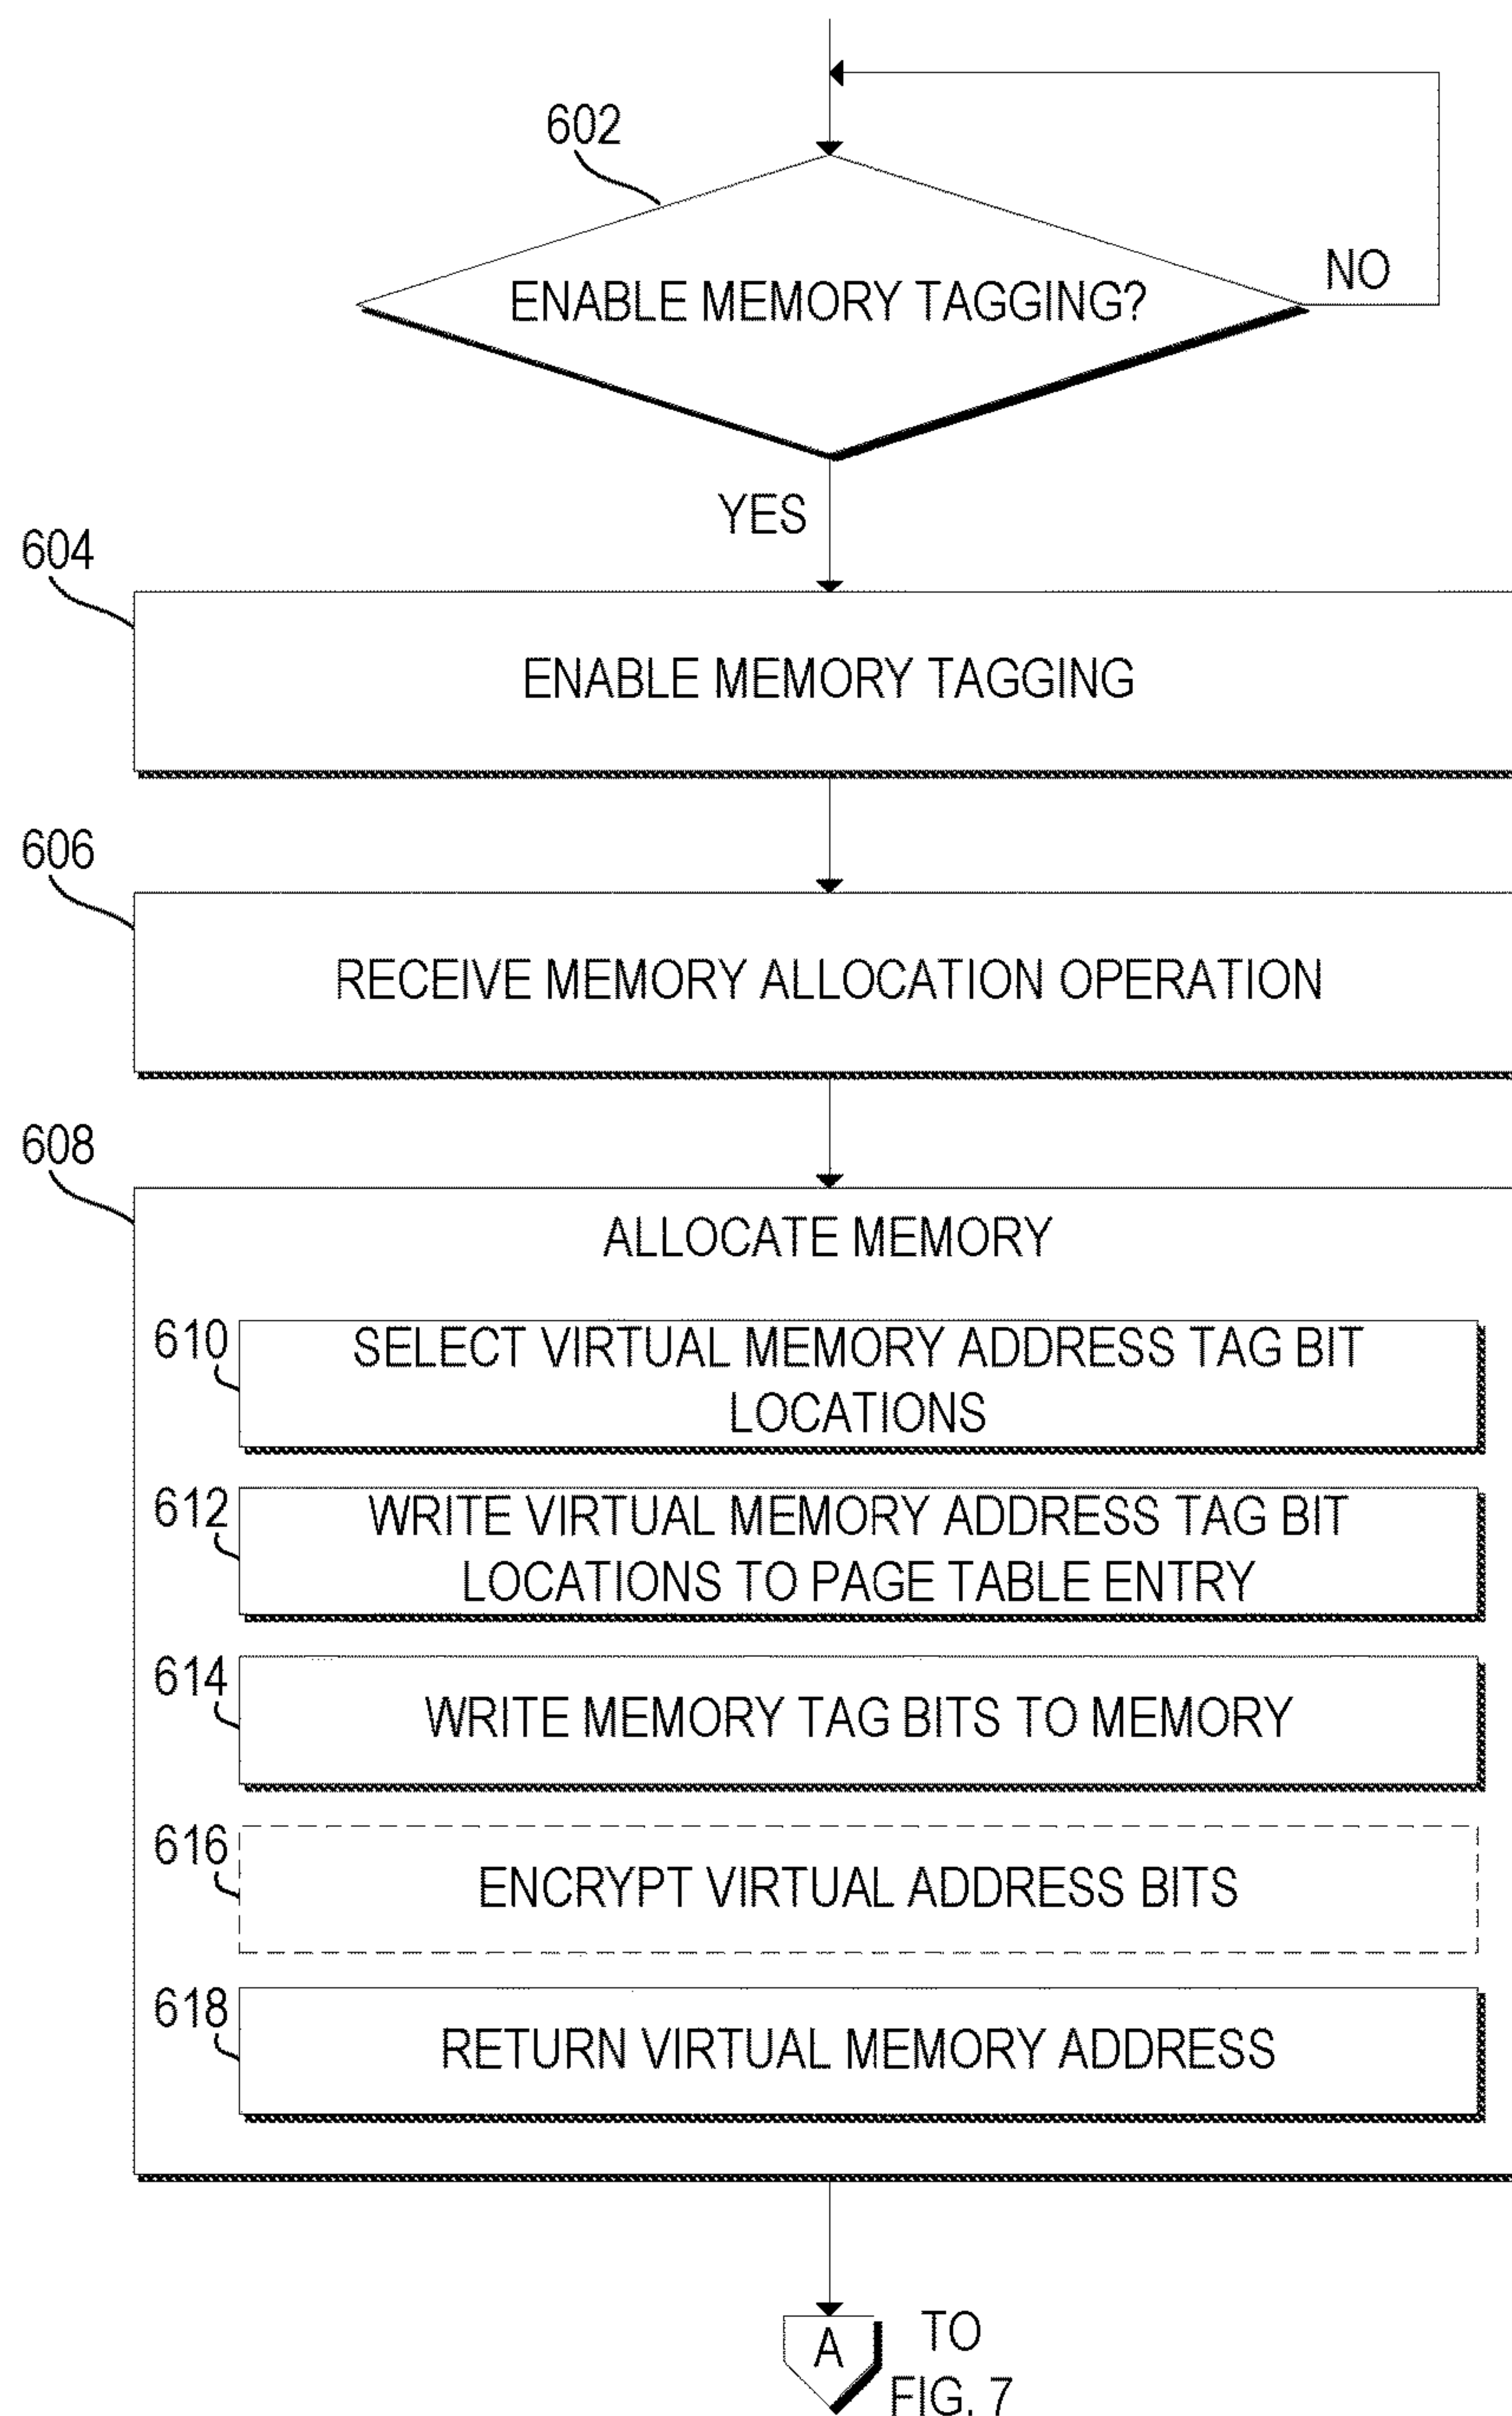 602
ENABLE MEMORY TAGGING?
NO
YES
604
ENABLE MEMORY TAGGING
606
RECEIVE MEMORY ALLOCATION OPERATION
608
ALLOCATE MEMORY
610
SELECT VIRTUAL MEMORY ADDRESS TAG BIT
LOCATIONS
612
WRITE VIRTUAL MEMORY ADDRESS TAG BIT
LOCATIONS TO PAGE TABLE ENTRY
614
WRITE MEMORY TAG BITS TO MEMORY
616
ENCRYPT VIRTUAL ADDRESS BITS
618
RETURN VIRTUAL MEMORY ADDRESS
A
TO
FIG. 7